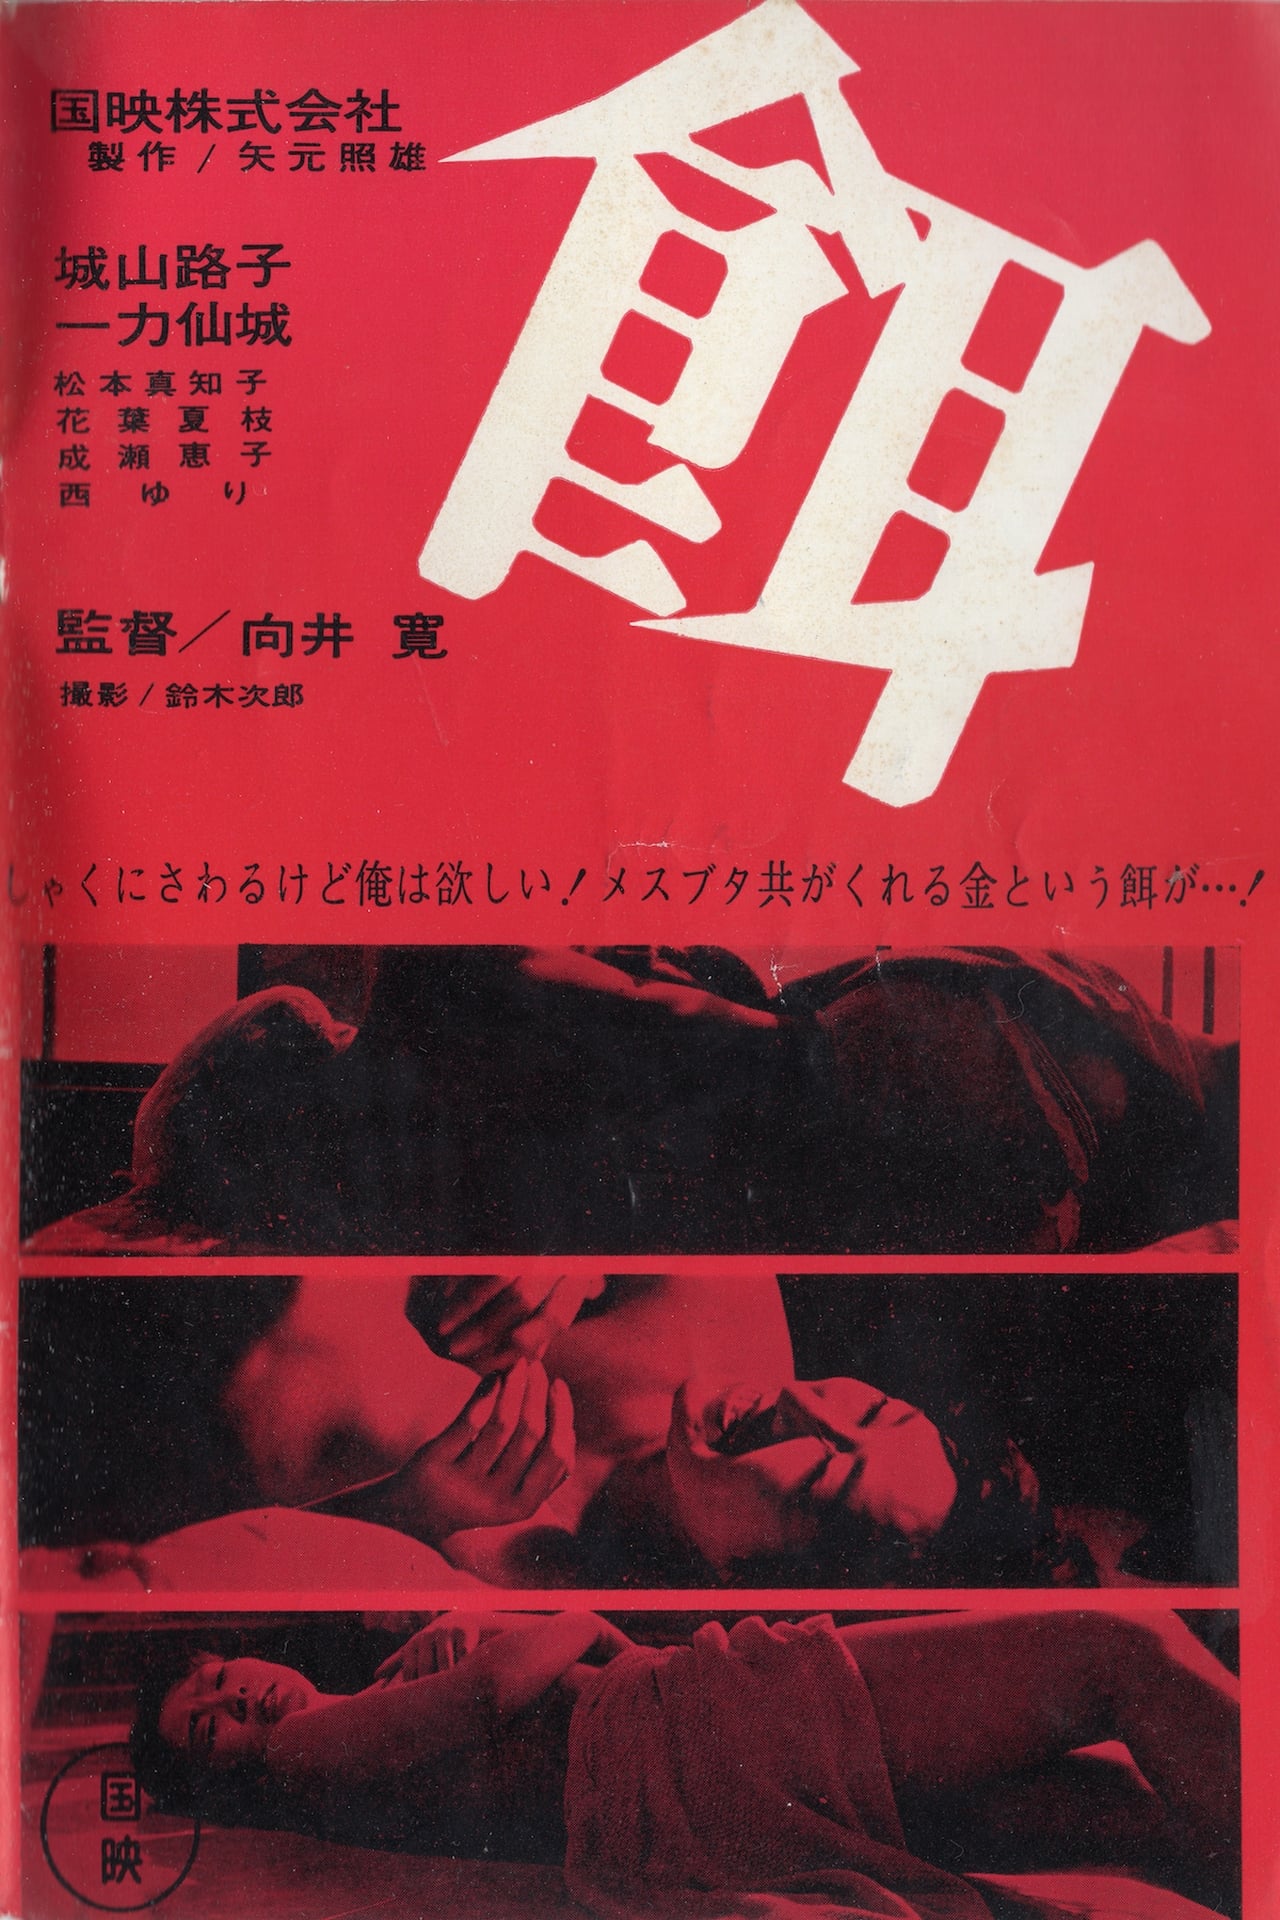 餌
国映株式会社
製作/矢元照雄
城山路子
一力仙城
松本真知子
花葉夏枝
成瀬恵子
西ゆり
監督/向井 寛
撮影/鈴木次郎
しゃくにさわるけど俺は欲しい!メスブタ共がくれる金という餌が…!
国映